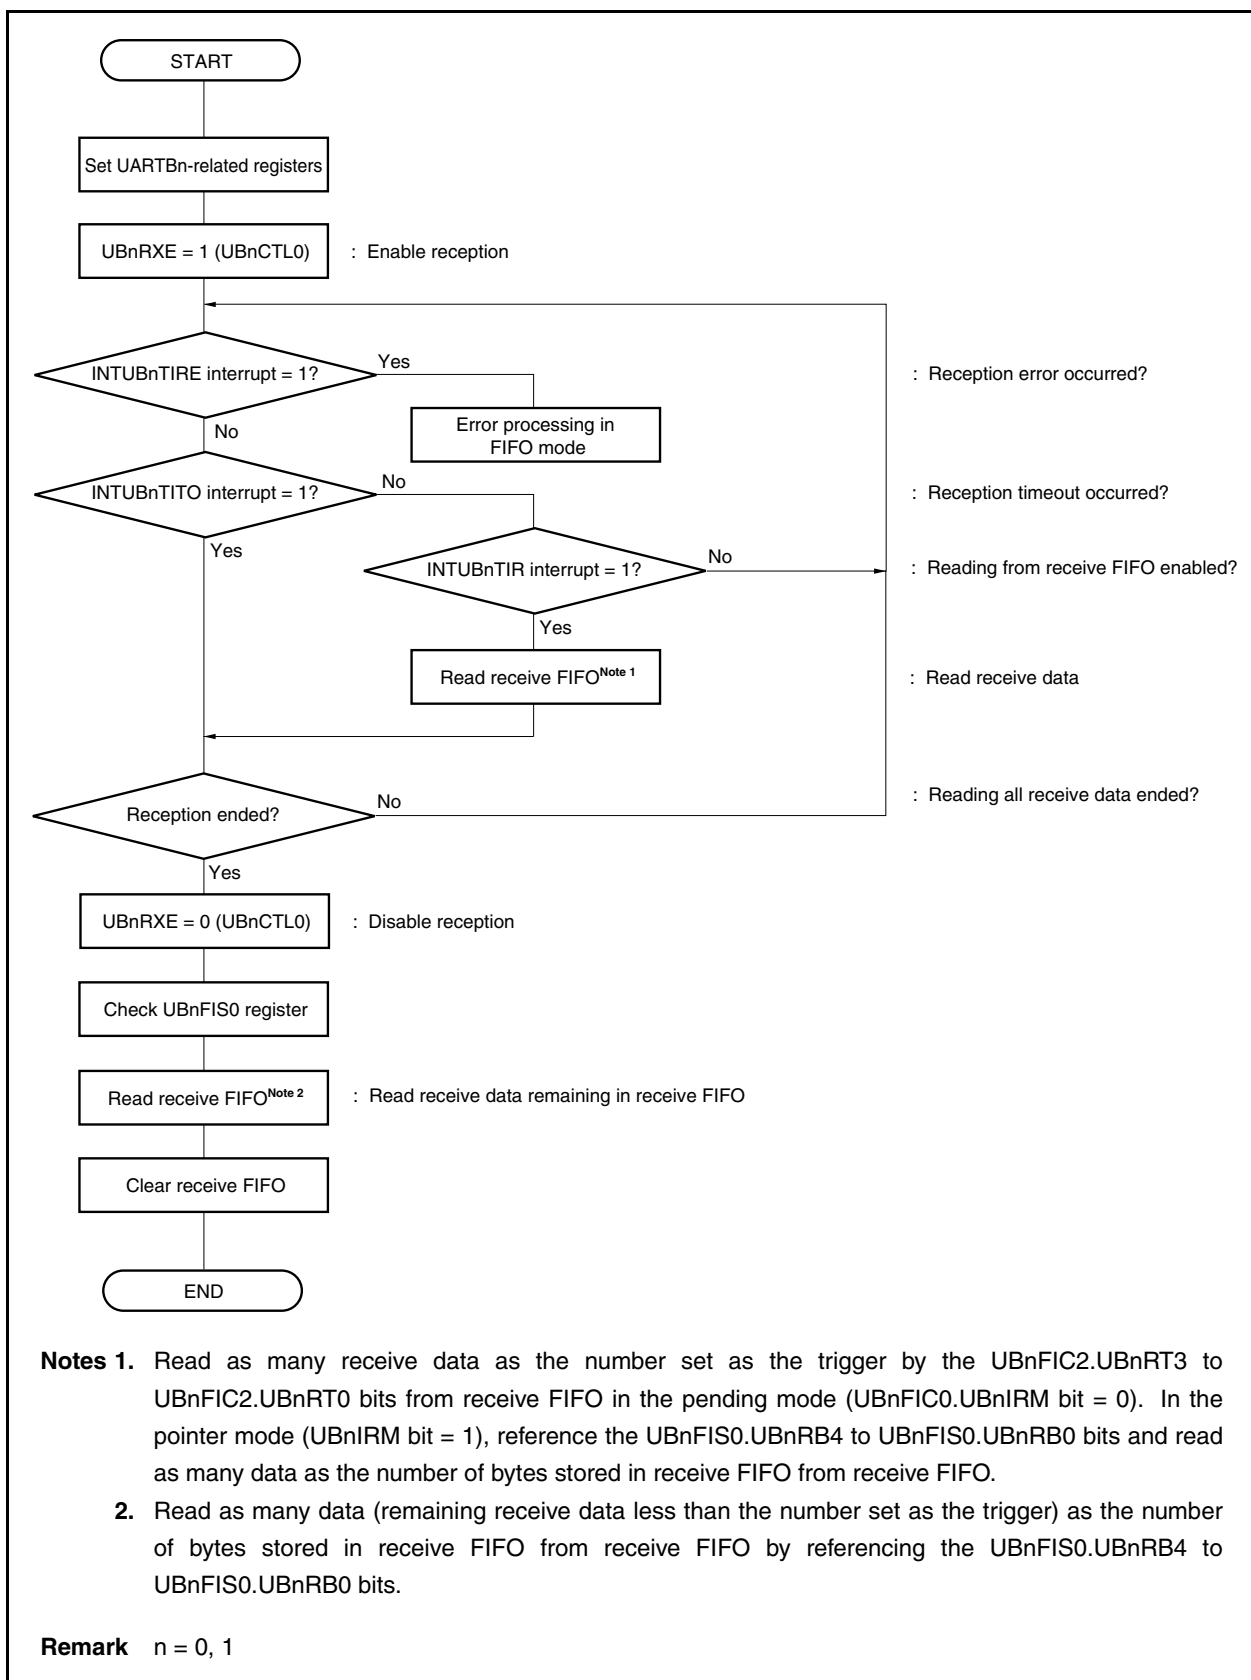 START
Set UARTBn-related registers
UBnRXE = 1 (UBnCTL0) : Enable reception
INTUBnTIRE interrupt = 1? Yes : Reception error occurred?
Error processing in
FIFO mode
No
INTUBnTITO interrupt = 1? No : Reception timeout occurred?
Yes
INTUBnTIR interrupt = 1? No : Reading from receive FIFO enabled?
Yes
Read receive FIFO Note 1 : Read receive data
Reception ended? No : Reading all receive data ended?
Yes
UBnRXE = 0 (UBnCTL0) : Disable reception
Check UBnFIS0 register
Read receive FIFO Note 2 : Read receive data remaining in receive FIFO
Clear receive FIFO
END
Notes 1. Read as many receive data as the number set as the trigger by the UBnFIC2.UBnRT3 to
UBnFIC2.UBnRT0 bits from receive FIFO in the pending mode (UBnFIC0.UBnIRM bit = 0). In the
pointer mode (UBnIRM bit = 1), reference the UBnFIS0.UBnRB4 to UBnFIS0.UBnRB0 bits and read
as many data as the number of bytes stored in receive FIFO from receive FIFO.
2. Read as many data (remaining receive data less than the number set as the trigger) as the number
of bytes stored in receive FIFO from receive FIFO by referencing the UBnFIS0.UBnRB4 to
UBnFIS0.UBnRB0 bits.
Remark n = 0, 1